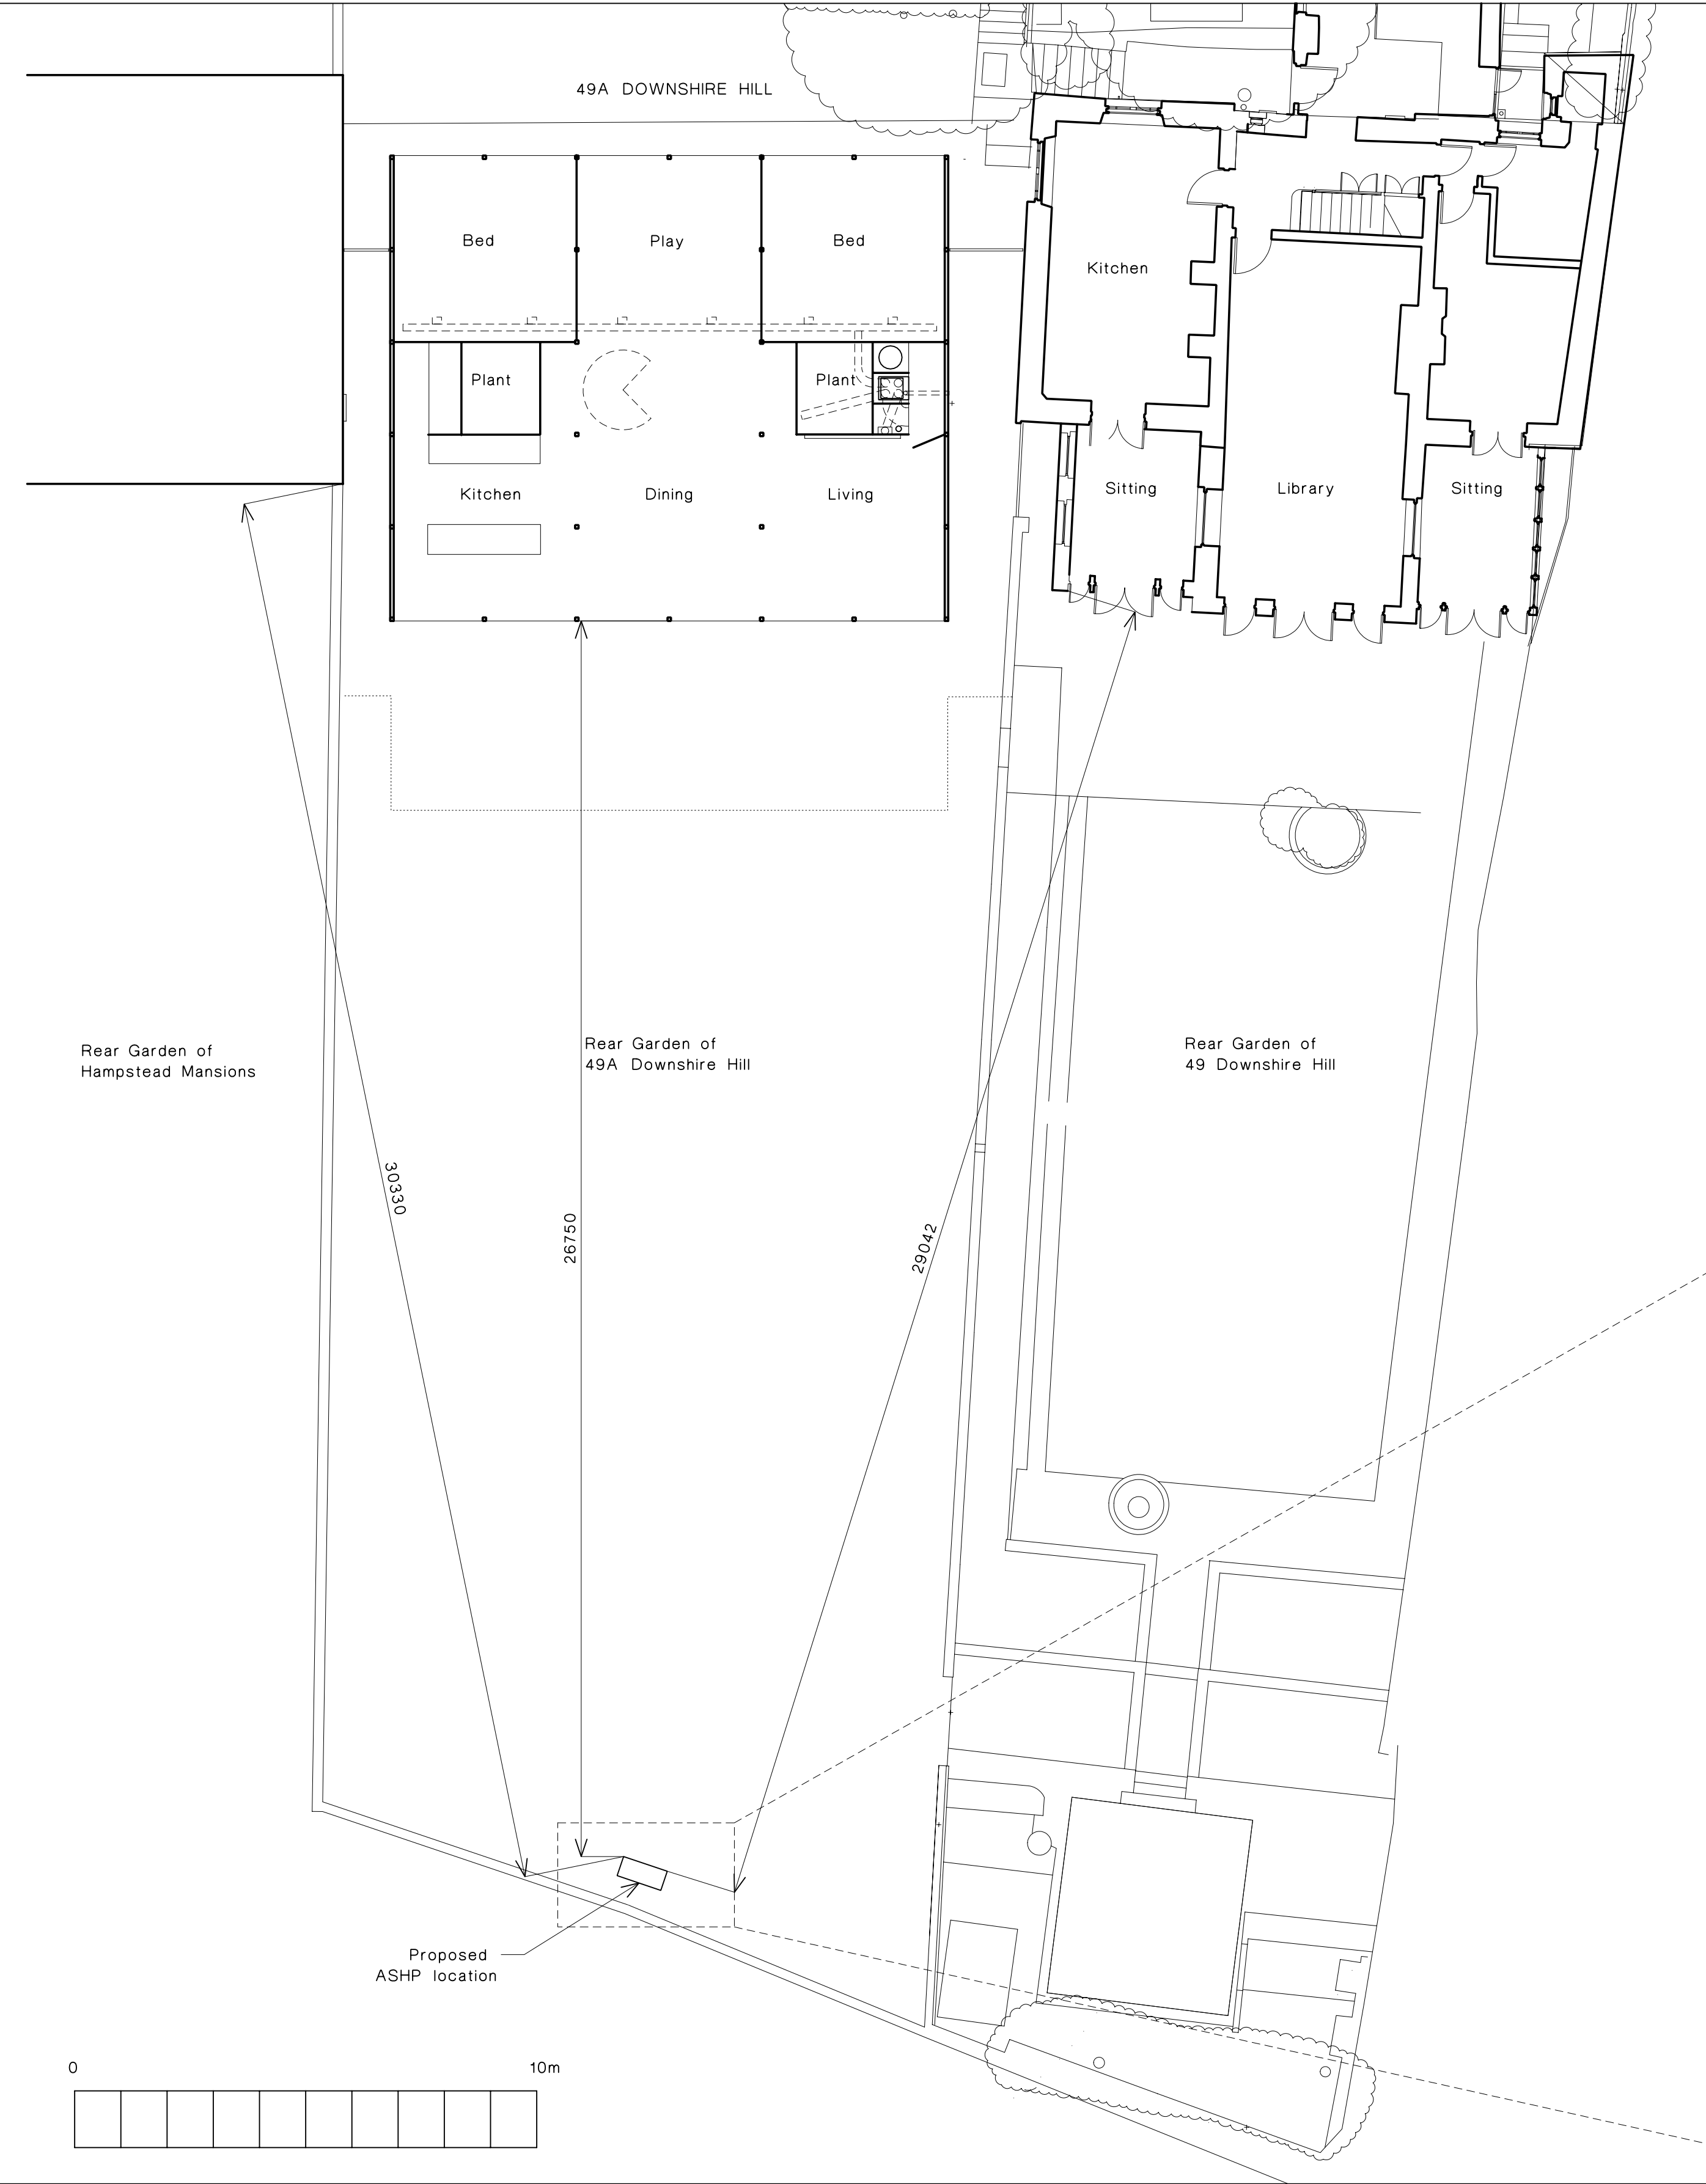 49A DOWNSHIRE HILL
Bed
Play
Bed
Kitchen
Plant
Plant
Kitchen
Dining
Living
Sitting
Library
Sitting
Rear Garden of
Hampstead Mansions
Rear Garden of
49A Downshire Hill
Rear Garden of
49 Downshire Hill
30330
26750
29042
Proposed
ASHP location
0
10m